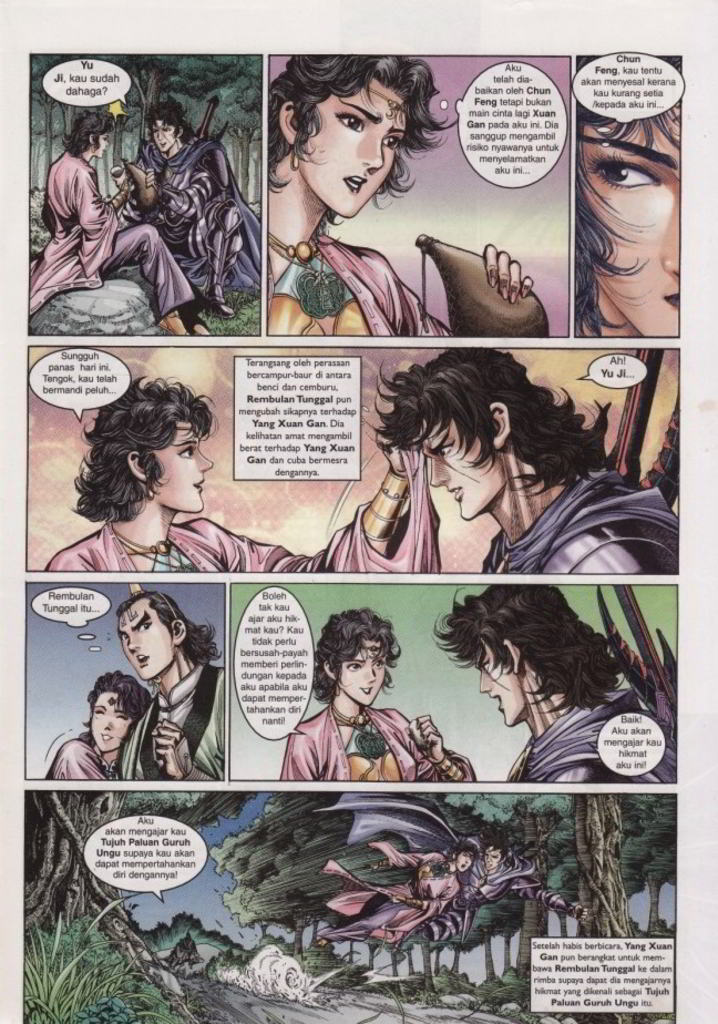 Yu
Ji, kau sudah
dahaga?
Aku
telah dia-
baikan oleh Chun
Feng tetapi bukan
main cinta lagi Xuan
Gan pada aku ini. Dia
sanggup mengambil
risiko nyawanya untuk
menyelamatkan
aku ini...
Chun
Feng, kau tentu
akan menyesal kerana
kau kurang setia
/kepada aku ini...
Sungguh
panas hari ini.
Tengok, kau telah
bermandi peluh...
Terangsang oleh perasaan
bercampur-baur di antara
benci dan cemburu,
Rembulan Tunggal pun
mengubah sikapnya terhadap
Yang Xuan Gan. Dia
kelihatan amat mengambil
berat terhadap Yang Xuan
Gan dan cuba bermesra
dengannya.
Ah!
Yu Ji...
Rembulan
Tunggal itu...
Boleh
tak kau
ajar aku hik-
mat kau? Kau
tidak perlu
bersusah-payah
memberi perlin-
dungan kepada
aku apabila aku
dapat memper-
tahankan diri
nanti!
Baik!
Aku akan
mengajar kau
hikmat
aku ini!
Aku
akan mengajar kau
Tujuh Paluan Guruh
Ungu supaya kau akan
dapat mempertahankan
diri dengannya!
Setelah habis berbicara, Yang Xuan
Gan pun berangkat untuk mem-
bawa Rembulan Tunggal ke dalam
rimba supaya dapat dia mengajarnya
hikmat yang dikenali sebagai Tujuh
Paluan Guruh Ungu itu.